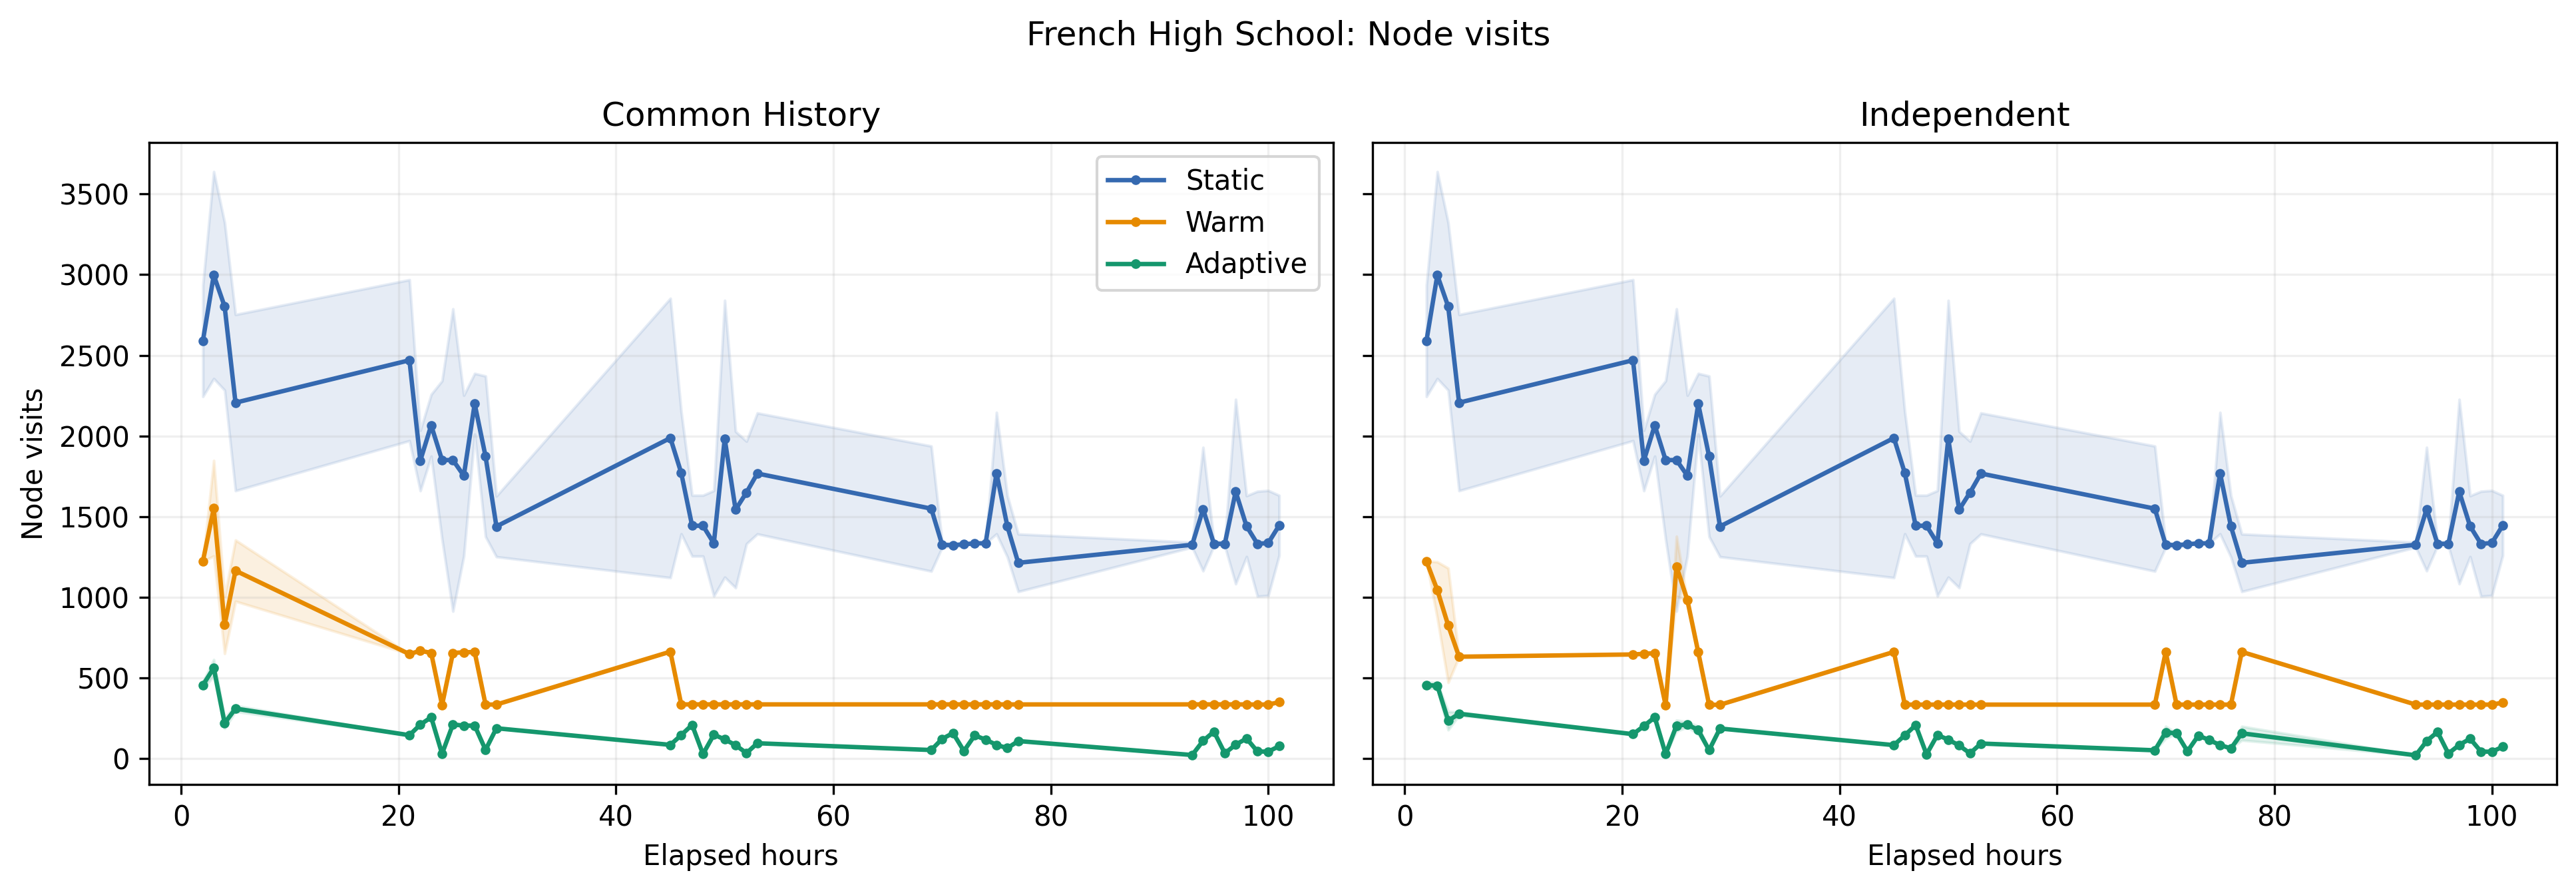 French High School: Node visits
Common History
Independent
Static
Warm
Adaptive
Node visits
3500
3000
2500
2000
1500
1000
500
0
0 20 40 60 80 100
0 20 40 60 80 100
Elapsed hours
Elapsed hours